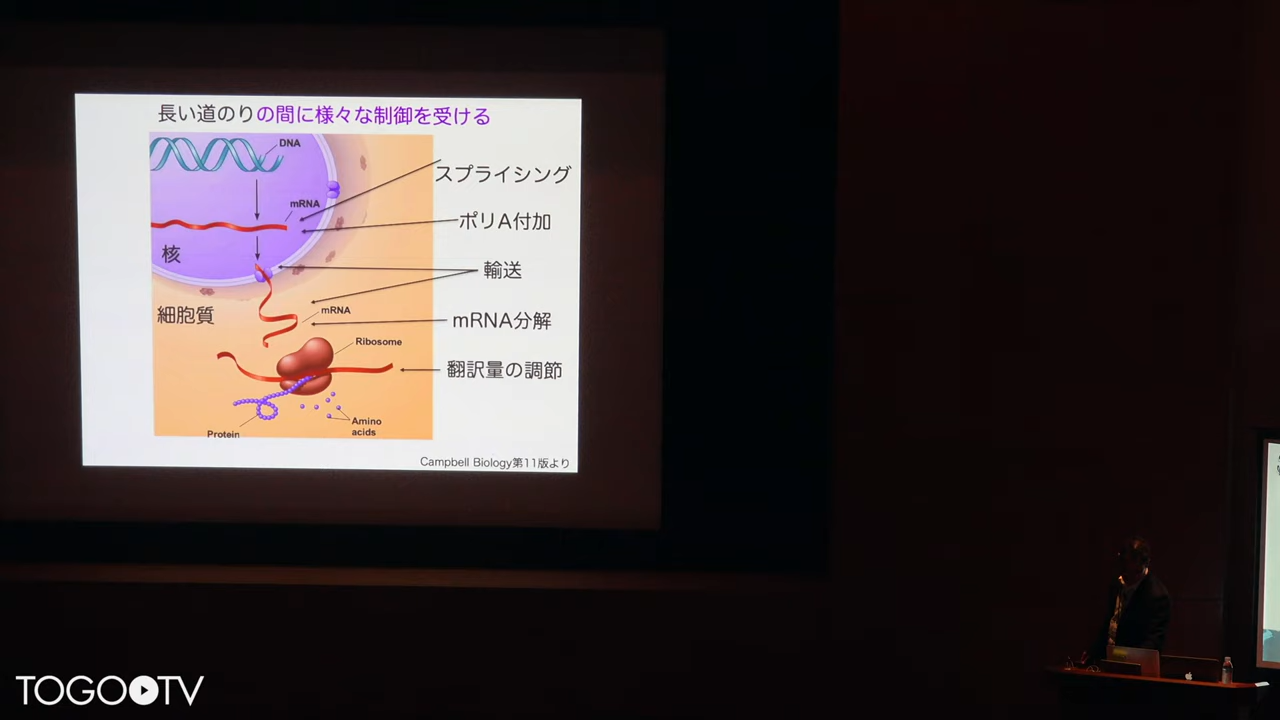 長い道のりの間に様々な制御を受ける
DNA
スプライシング
mRNA
ポリA付加
核
輸送
細胞質
mRNA
mRNA分解
Ribosome
翻訳量の調節
Amino
acids
Protein
Campbell Biology第11版より
TOGOTV